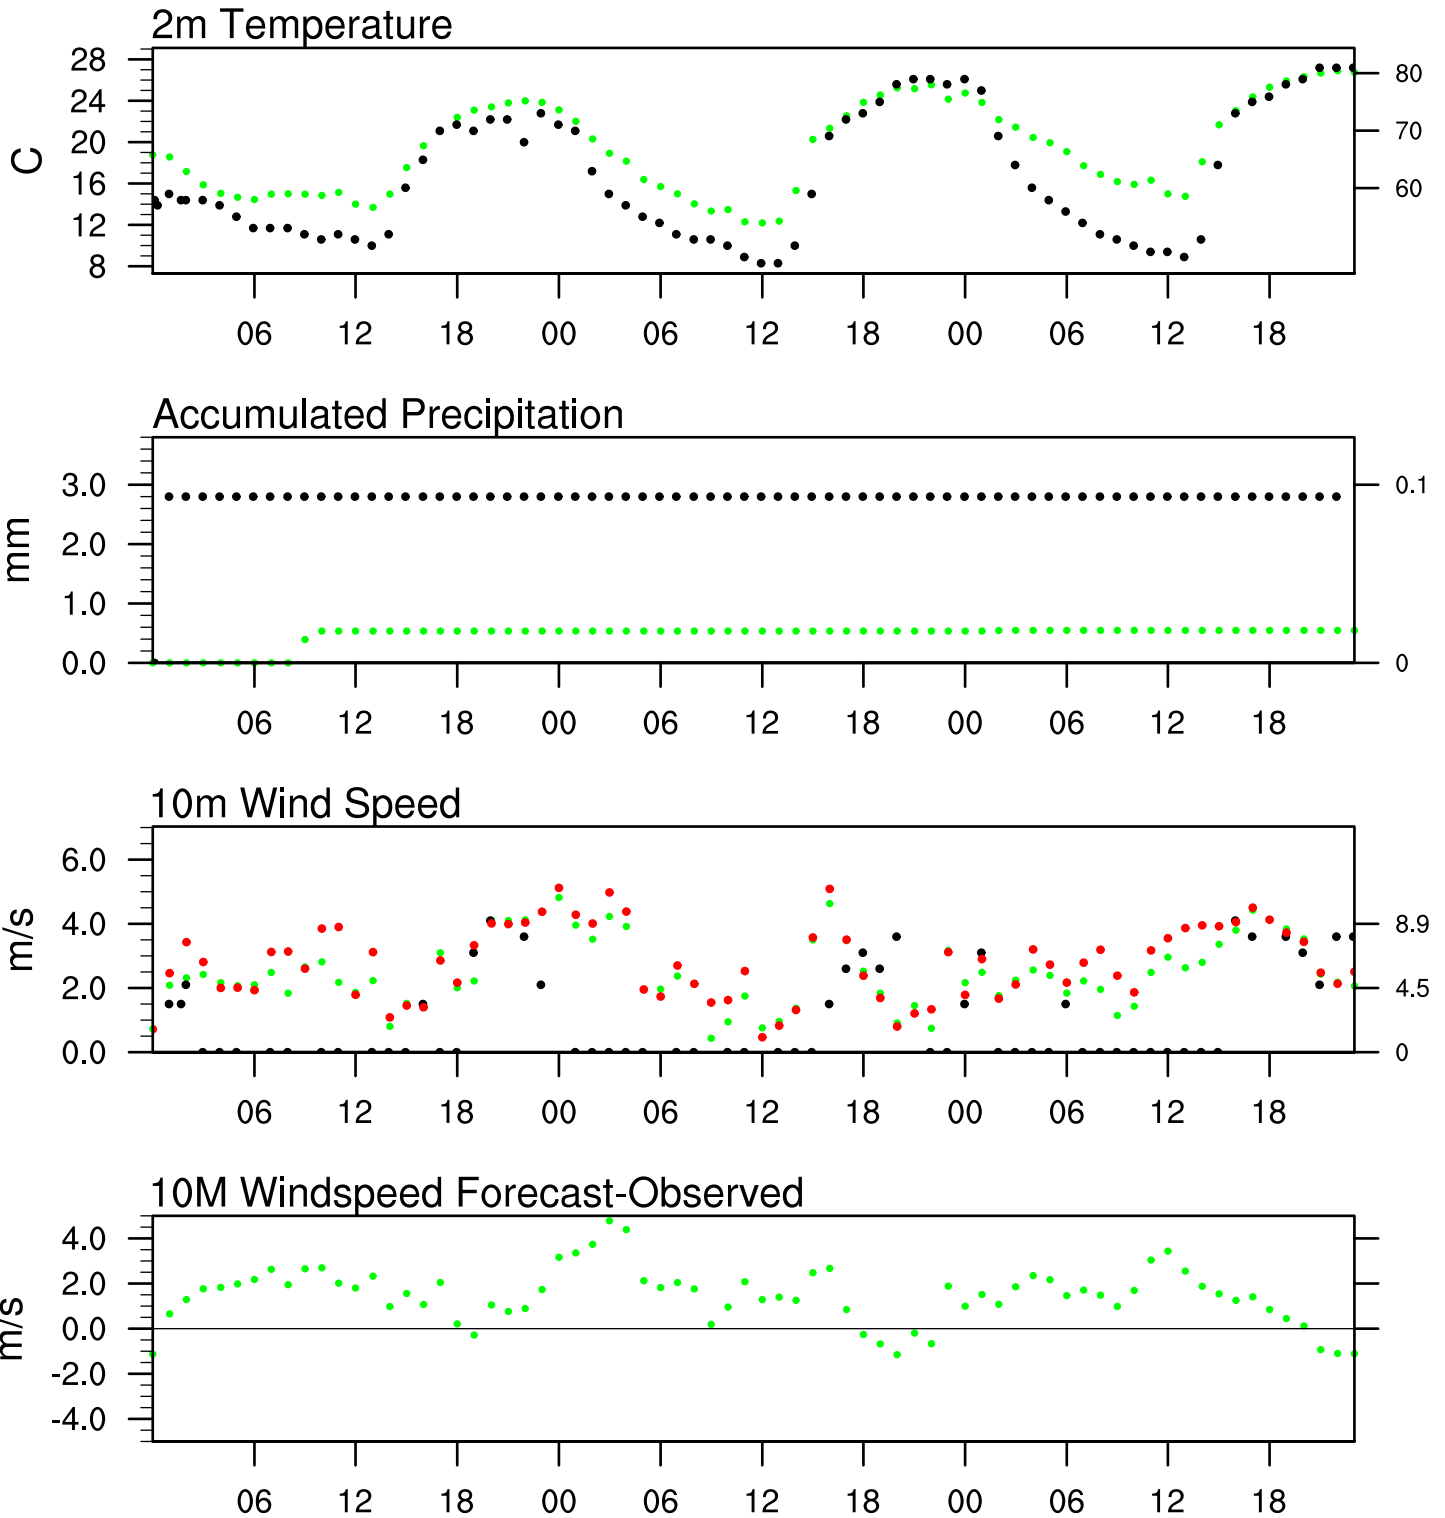 2m Temperature
28
24
20
16
12
8
C
80
70
60
06 12 18 00 06 12 18 00 06 12 18
Accumulated Precipitation
3.0
2.0
1.0
0.0
mm
0.1
0
06 12 18 00 06 12 18 00 06 12 18
10m Wind Speed
6.0
4.0
2.0
0.0
m/s
8.9
4.5
0
06 12 18 00 06 12 18 00 06 12 18
10M Windspeed Forecast-Observed
4.0
2.0
0.0
-2.0
-4.0
m/s
06 12 18 00 06 12 18 00 06 12 18